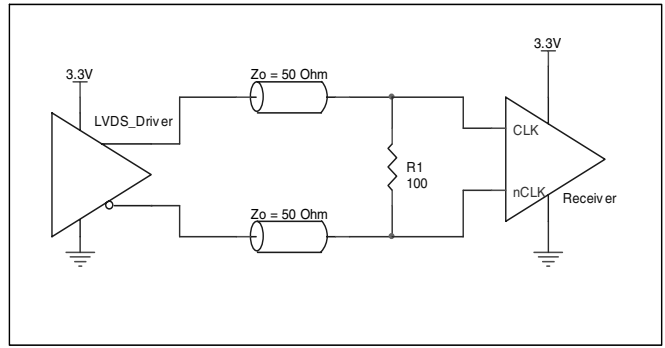 3.3V
LVDS_Driver
Zo = 50 Ohm
Zo = 50 Ohm
R1
100
3.3V
CLK
nCLK
Receiver